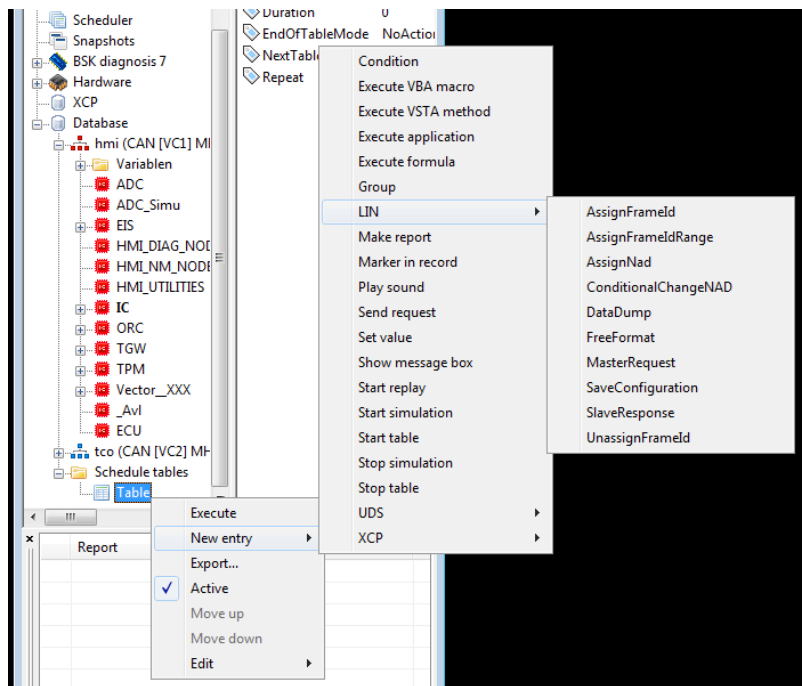 Scheduler
Snapshots
BSK diagnosis 7
Hardware
XCP
Database
hmi (CAN [VC1] MH
Variablen
ADC
ADC_Simu
EIS
HMI_DIAG_NOD
HMI_NM_NODE
HMI_UTILITIES
IC
ORC
TGW
TPM
Vector__XXX
_Avl
ECU
tco (CAN [VC2] MH
Schedule tables
Table
Duration 0
EndOfTableMode NoAction
NextTable
Repeat
Condition
Execute VBA macro
Execute VSTA method
Execute application
Execute formula
Group
LIN
Make report
Marker in record
Play sound
Send request
Set value
Show message box
Start replay
Start simulation
Start table
Stop simulation
Stop table
UDS
XCP
AssignFrameId
AssignFrameIdRange
AssignNad
ConditionalChangeNAD
DataDump
FreeFormat
MasterRequest
SaveConfiguration
SlaveResponse
UnassignFrameId
Execute
New entry
Export...
Active
Move up
Move down
Edit
Report